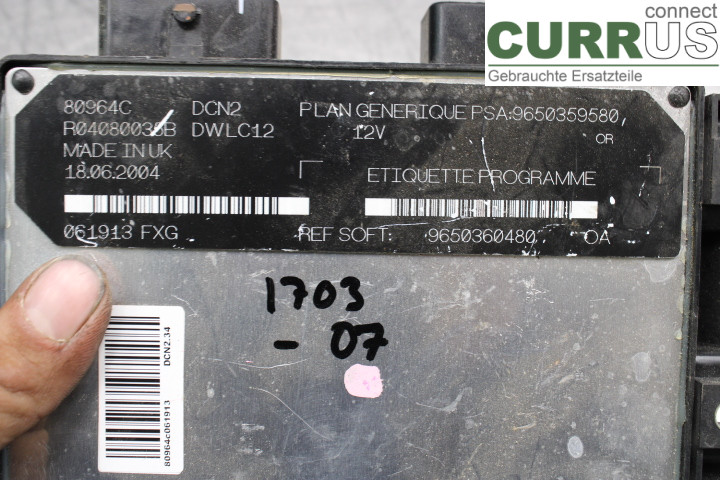 connect
CURRUS
Gebrauchte Ersatzteile
80964C DCN2 PLAN GENERIQUE PSA:9650359580,
R04080035B DWLC12 12V OR
MADE IN UK
18.06.2004 ETIQUETTE PROGRAMME
061913 FXG REF SOFT: 9650360480 OA
1703
- 07
DCN2.34
80964c061913